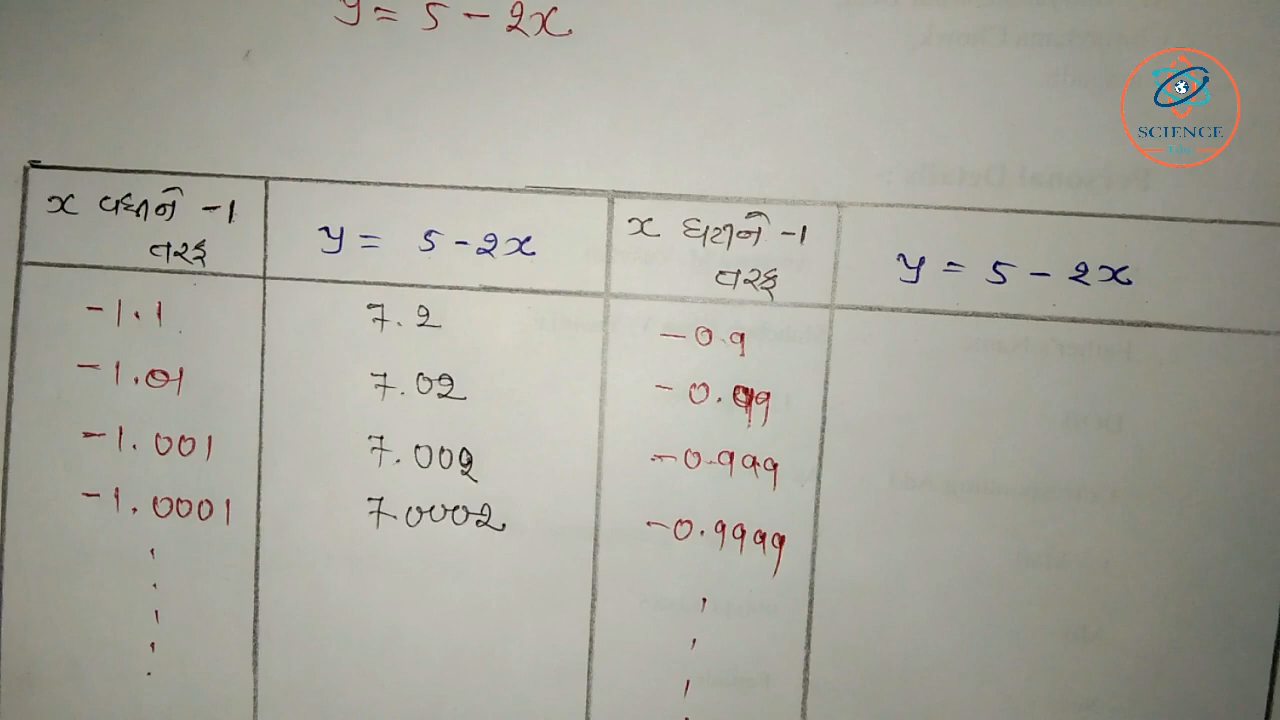 y = 5 - 2x
SCIENCE
x વધીને -1
તરફ
y = 5 - 2x
x ઘટીને -1
તરફ
y = 5 - 2x
-1.1
7.2
-0.9
-1.01
7.02
-0.99
-1.001
7.002
-0.999
-1.0001
7.0002
-0.9999